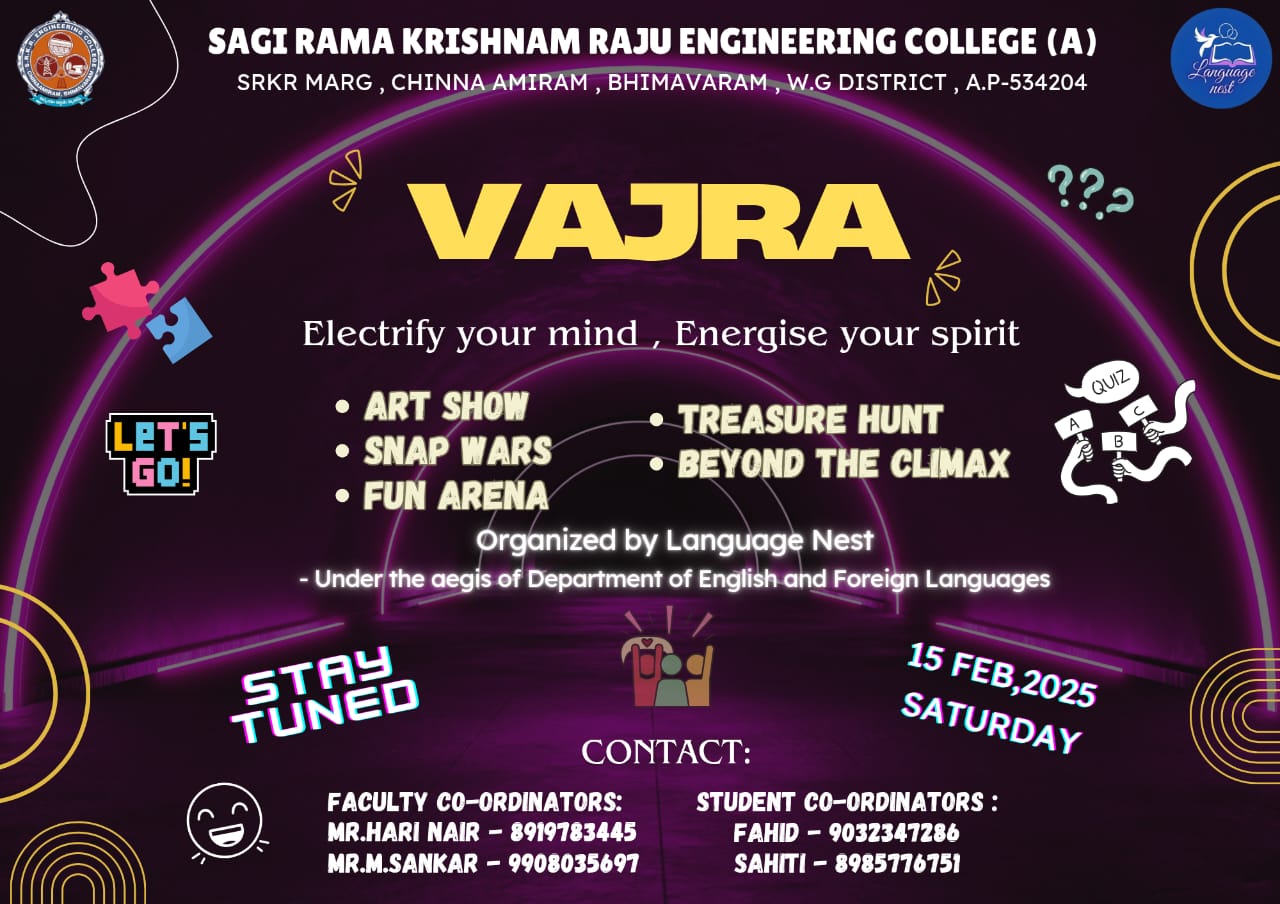 SAGI RAMA KRISHNAM RAJU ENGINEERING COLLEGE (A)
SRKR MARG , CHINNA AMIRAM , BHIMAVARAM , W.G DISTRICT , A.P-534204
Language
nest
VAJRA
???
Electrify your mind , Energise your spirit
• ART SHOW
• SNAP WARS
• FUN ARENA
• TREASURE HUNT
• BEYOND THE CLIMAX
LET'S
GO!
QUIZ
A
B
C
Organized by Language Nest
- Under the aegis of Department of English and Foreign Languages
STAY
TUNED
15 FEB,2025
SATURDAY
CONTACT:
FACULTY CO-ORDINATORS:
MR.HARI NAIR - 8919783445
MR.M.SANKAR - 9908035697
STUDENT CO-ORDINATORS :
FAHID - 9032347286
SAHITI - 8985776751